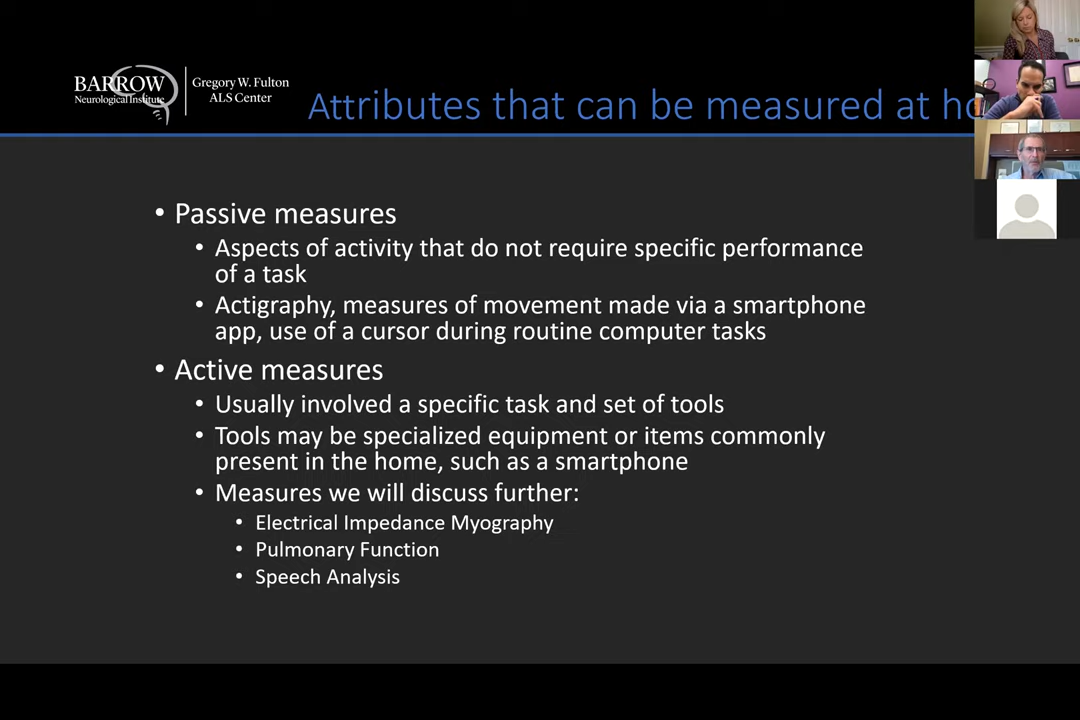 BARROW
Neurological Institute
Gregory W. Fulton
ALS Center
Attributes that can be measured at
• Passive measures
• Aspects of activity that do not require specific performance
of a task
• Actigraphy, measures of movement made via a smartphone
app, use of a cursor during routine computer tasks
• Active measures
• Usually involved a specific task and set of tools
• Tools may be specialized equipment or items commonly
present in the home, such as a smartphone
• Measures we will discuss further:
• Electrical Impedance Myography
• Pulmonary Function
• Speech Analysis